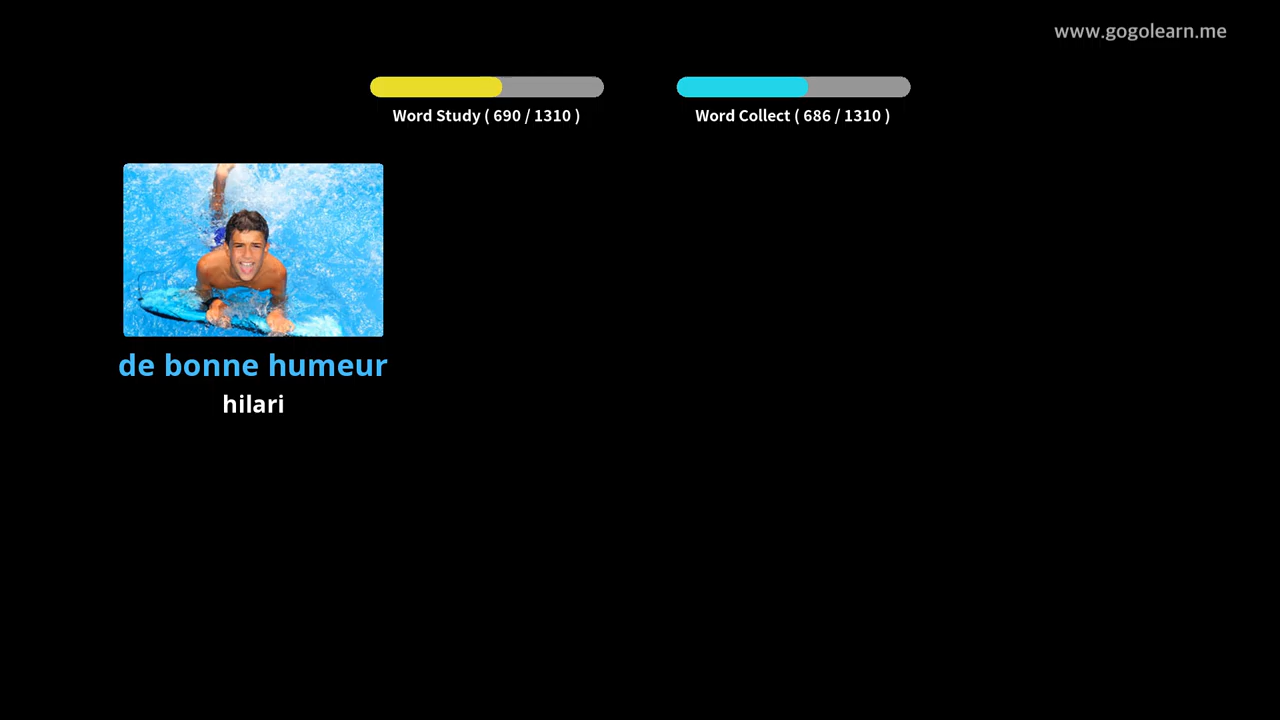 www.gogolearn.me
Word Study ( 690 / 1310 )
Word Collect ( 686 / 1310 )
de bonne humeur
hilari